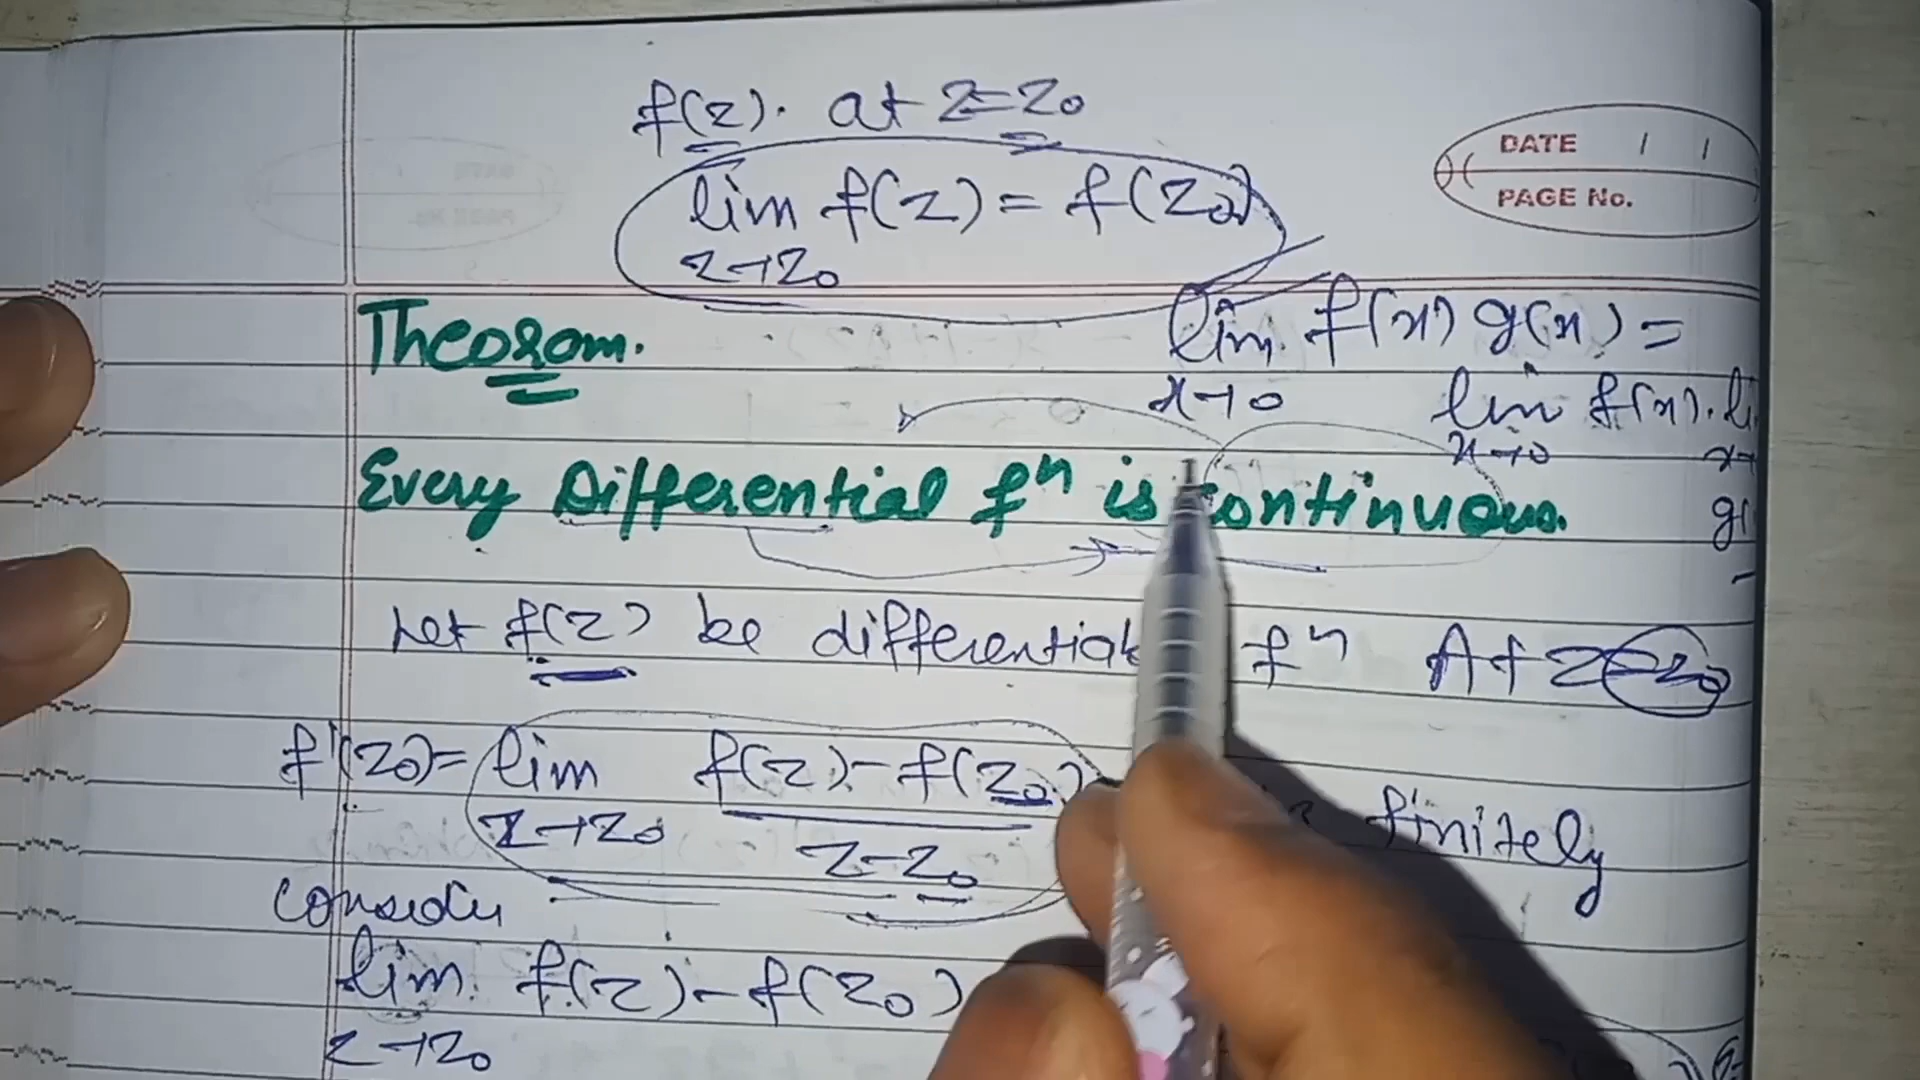 f(z). at z=z₀
lim f(z) = f(z₀)
z→z₀
DATE / /
PAGE No.
Theorom.
lim f(x) g(x) =
x→0
lim f(x).
x→0
Every Differential fⁿ is continuous.
g(
Let f(z) be differential fⁿ At z=z₀
f'(z₀)= lim f(z)-f(z₀)
z→z₀ z-z₀
finitely
consider
lim f(z)-f(z₀)
z→z₀